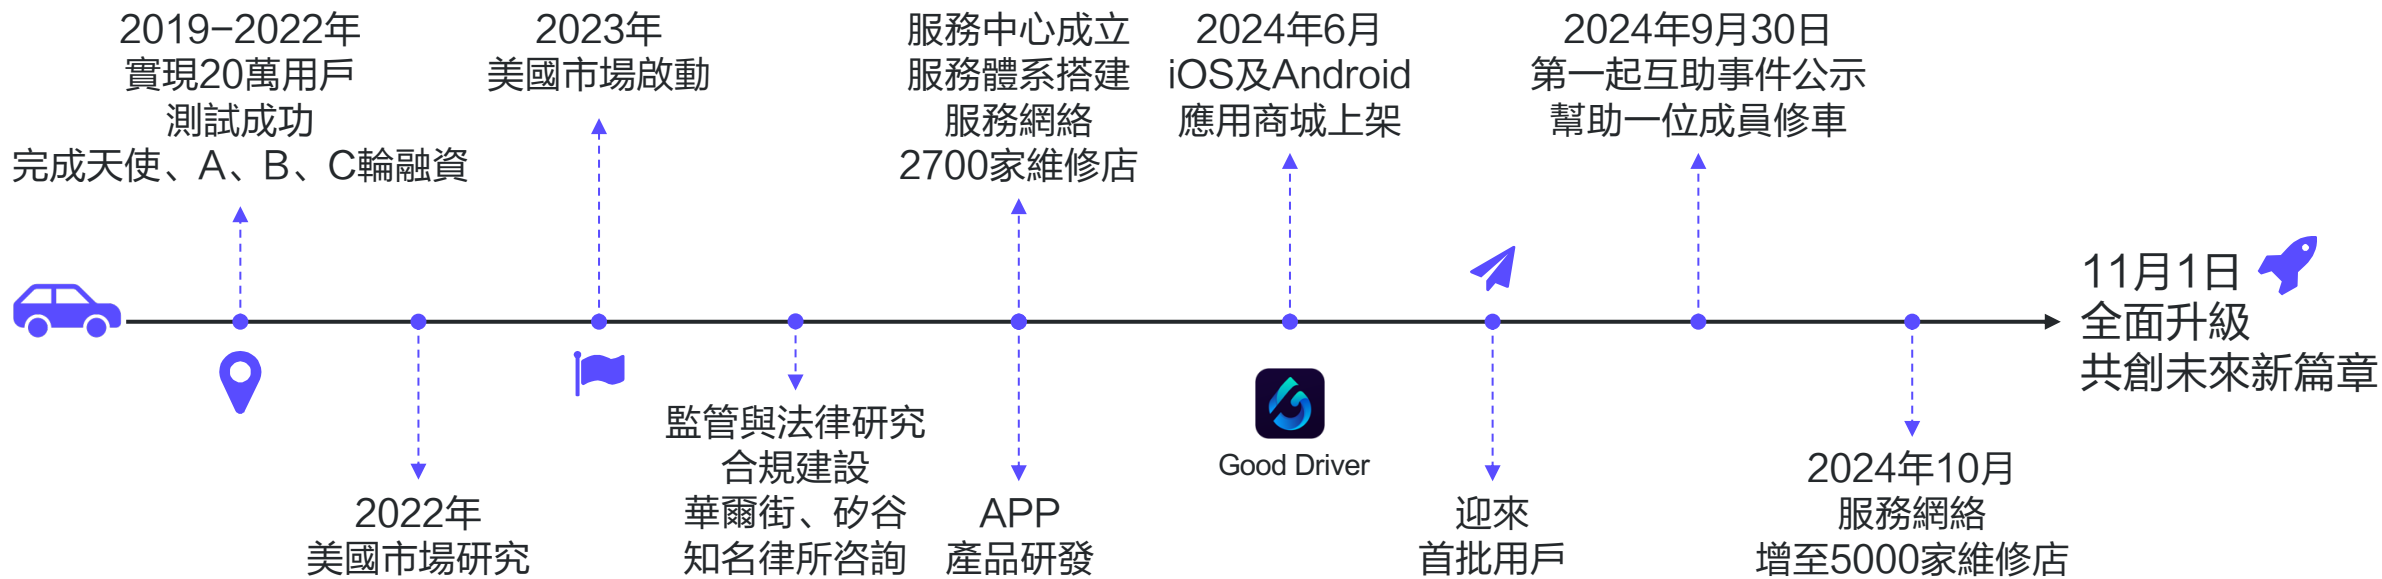 2019-2022年
實現20萬用戶
測試成功
完成天使、A、B、C輪融資
2022年
美國市場研究
2023年
美國市場啟動
監管與法律研究
合規建設
華爾街、矽谷
知名律所咨詢
服務中心成立
服務體系搭建
服務網絡
2700家維修店
APP
產品研發
2024年6月
iOS及Android
應用商城上架
Good Driver
迎來
首批用戶
2024年9月30日
第一起互助事件公示
幫助一位成員修車
2024年10月
服務網絡
增至5000家維修店
11月1日
全面升級
共創未來新篇章